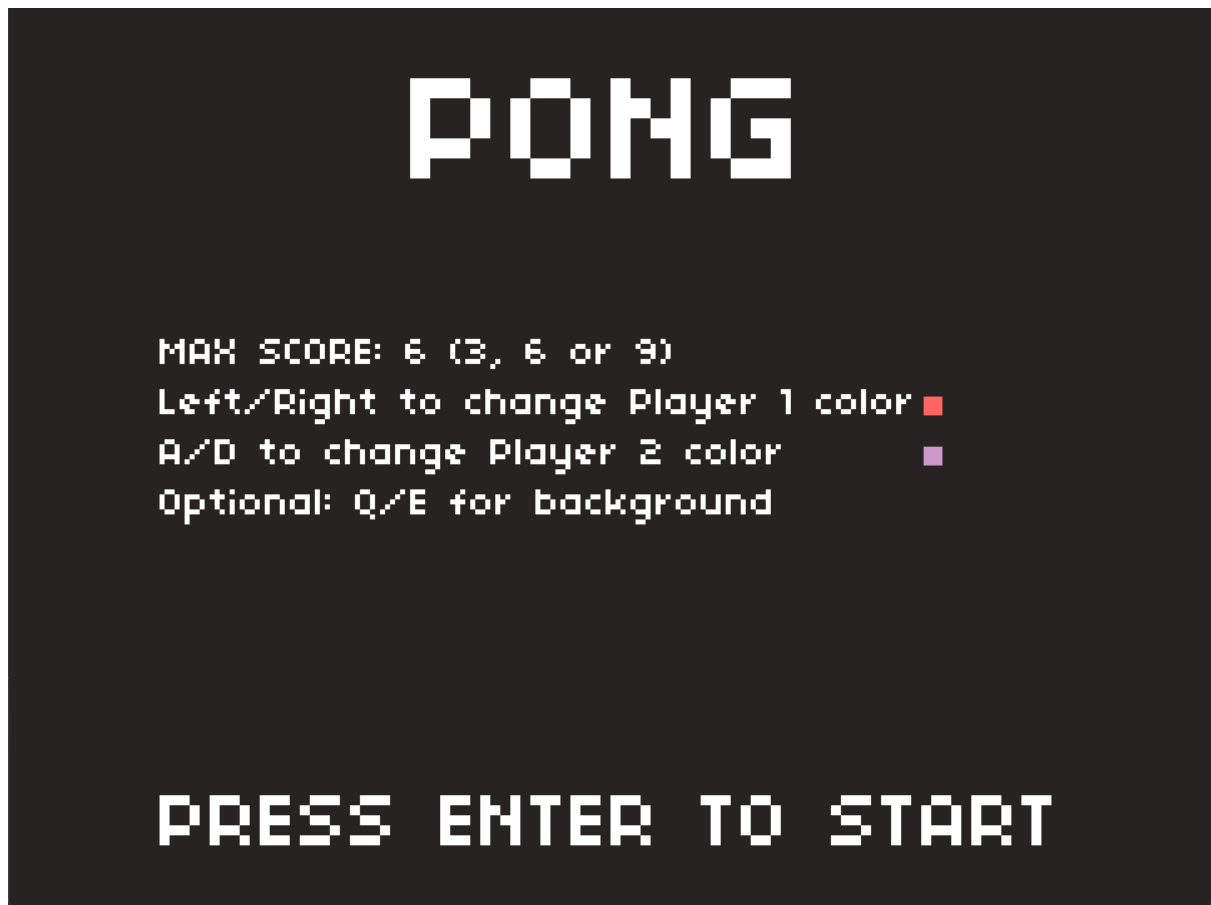 PONG
MAX SCORE: 6 (3, 6 or 9)
Left/Right to change Player 1 color
A/D to change Player 2 color
Optional: Q/E for background
PRESS ENTER TO START